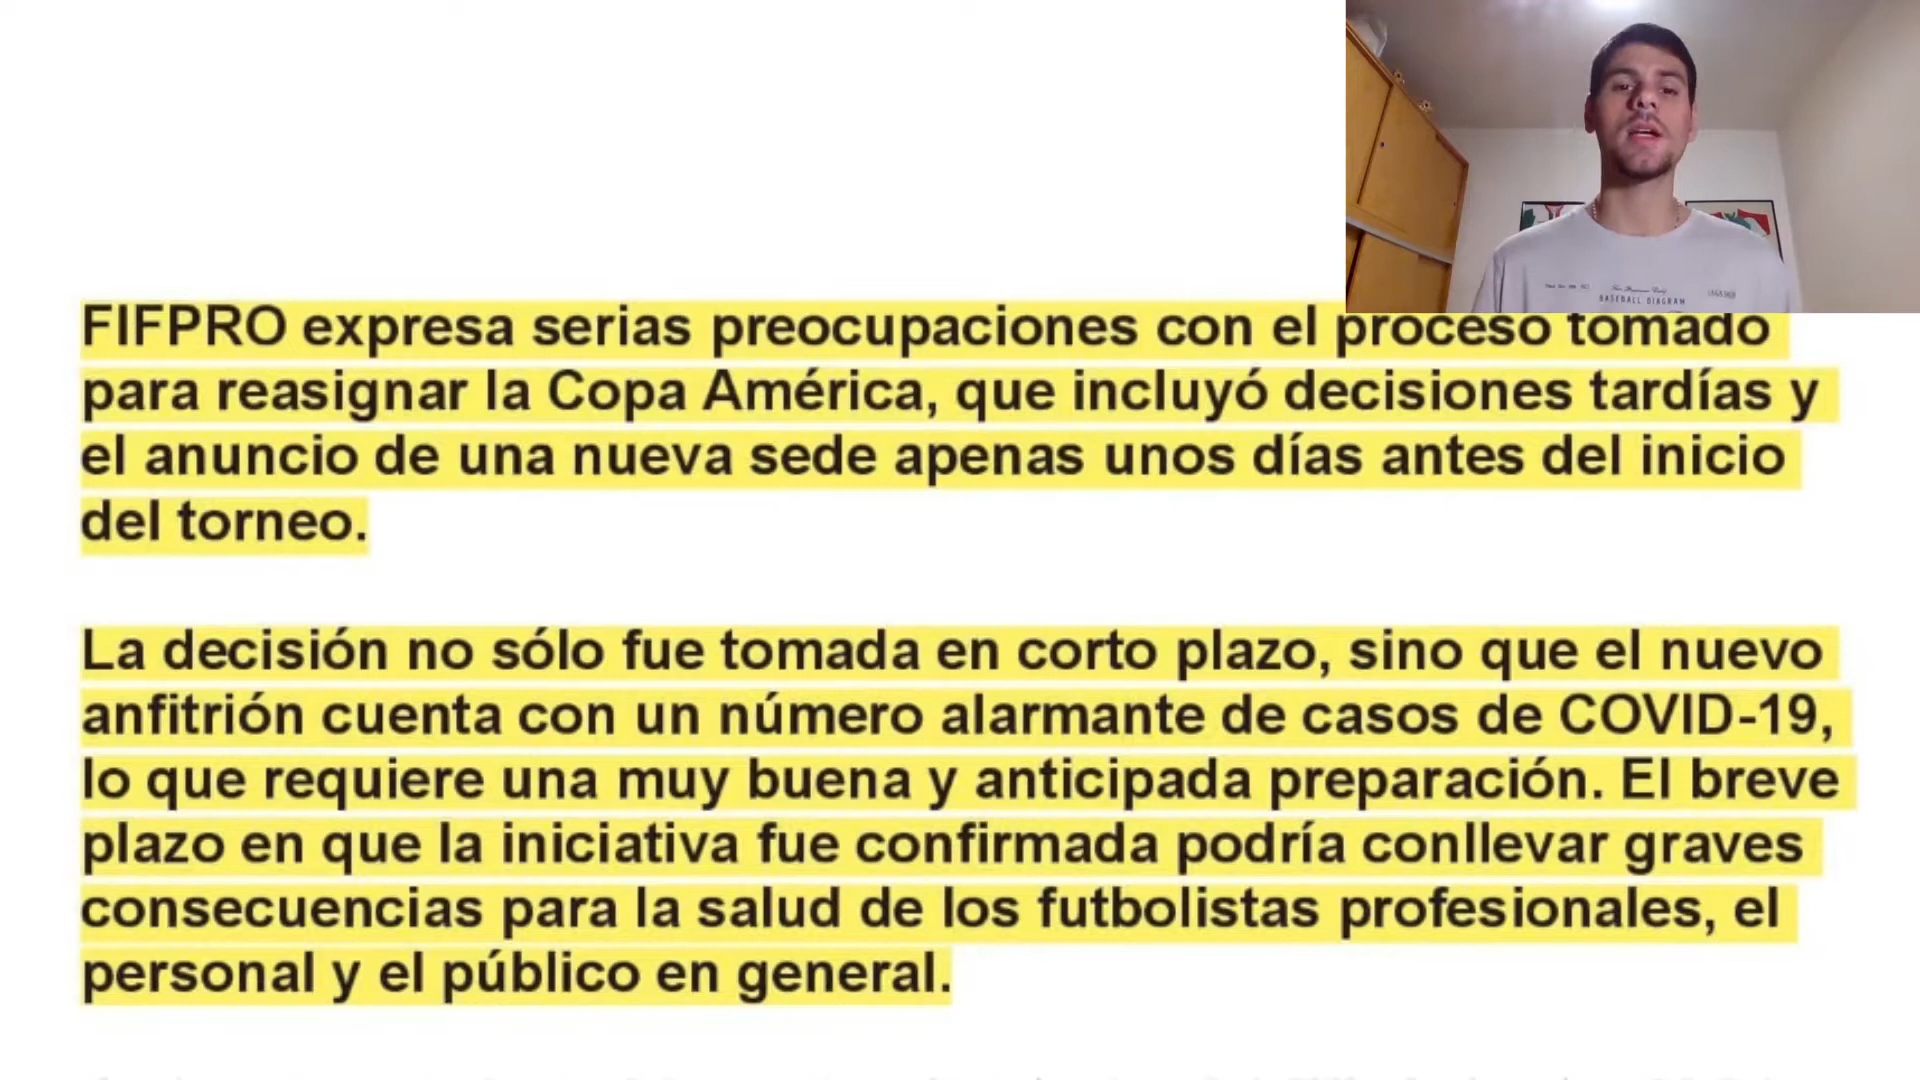 BASEBALL DIAGRAM
FIFPRO expresa serias preocupaciones con el proceso tomado
para reasignar la Copa América, que incluyó decisiones tardías y
el anuncio de una nueva sede apenas unos días antes del inicio
del torneo.
La decisión no sólo fue tomada en corto plazo, sino que el nuevo
anfitrión cuenta con un número alarmante de casos de COVID-19,
lo que requiere una muy buena y anticipada preparación. El breve
plazo en que la iniciativa fue confirmada podría conllevar graves
consecuencias para la salud de los futbolistas profesionales, el
personal y el público en general.